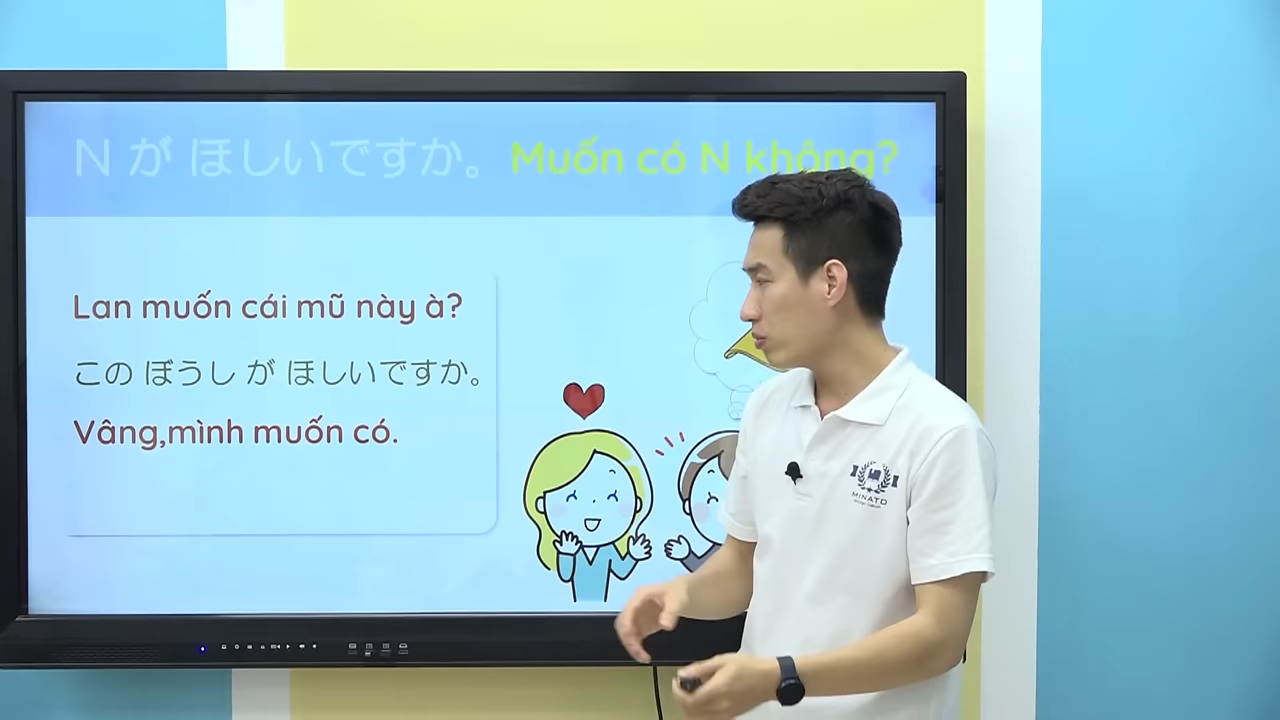 N が ほしいですか。 Muốn có N không?
Lan muốn cái mũ này à?
この ぼうし が ほしいですか。
Vâng,mình muốn có.
MINATO